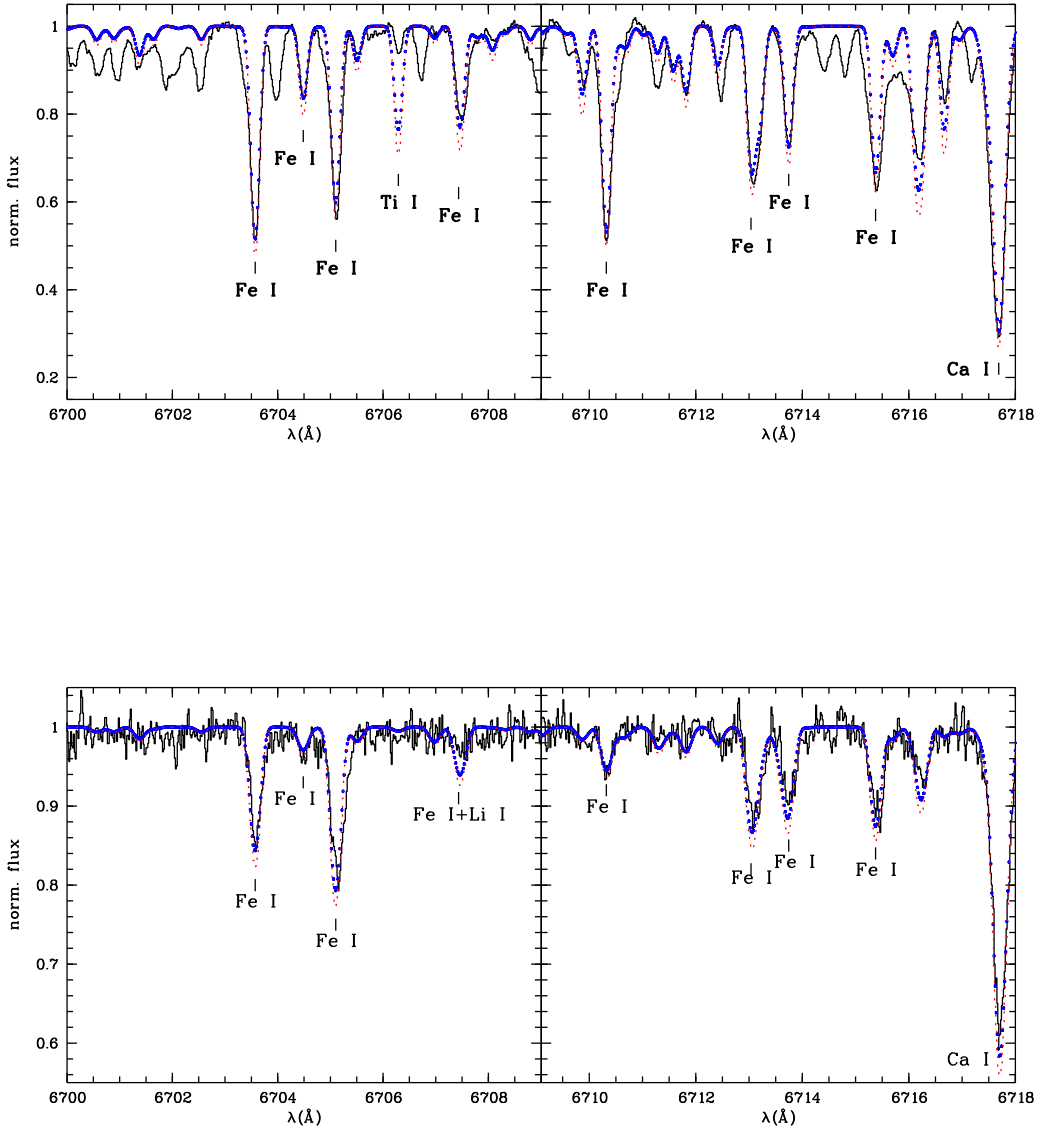 norm. flux
1
0.8
0.6
0.4
0.2
Fe I
Fe I
Fe I
Ti I
Fe I
Fe I
Fe I
Fe I
Fe I
Ca I
6700
6702
6704
6706
6708
6710
6712
6714
6716
6718
λ(Å)
λ(Å)
norm. flux
1
0.9
0.8
0.7
0.6
Fe I
Fe I
Fe I
Fe I+Li I
Fe I
Fe I
Fe I
Fe I
Ca I
6700
6702
6704
6706
6708
6710
6712
6714
6716
6718
λ(Å)
λ(Å)